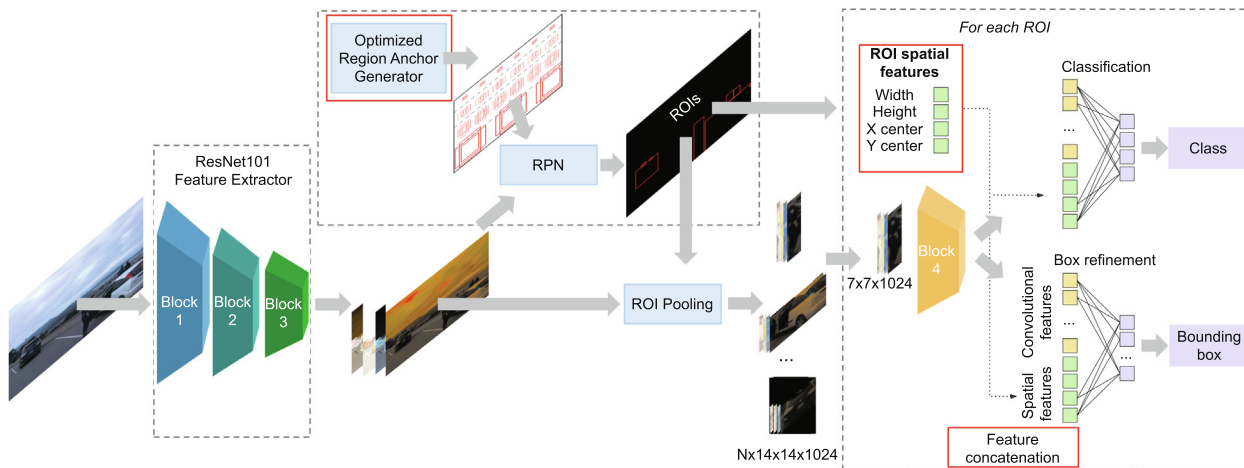 Optimized
Region Anchor
Generator
RPN
ROIs
ResNet101
Feature Extractor
Block
1
Block
2
Block
3
ROI Pooling
...
Nx14x14x1024
For each ROI
ROI spatial
features
Width
Height
X center
Y center
7x7x1024
Block
4
Classification
...
Class
Box refinement
Convolutional
features
Spatial
features
...
...
Bounding
box
Feature
concatenation